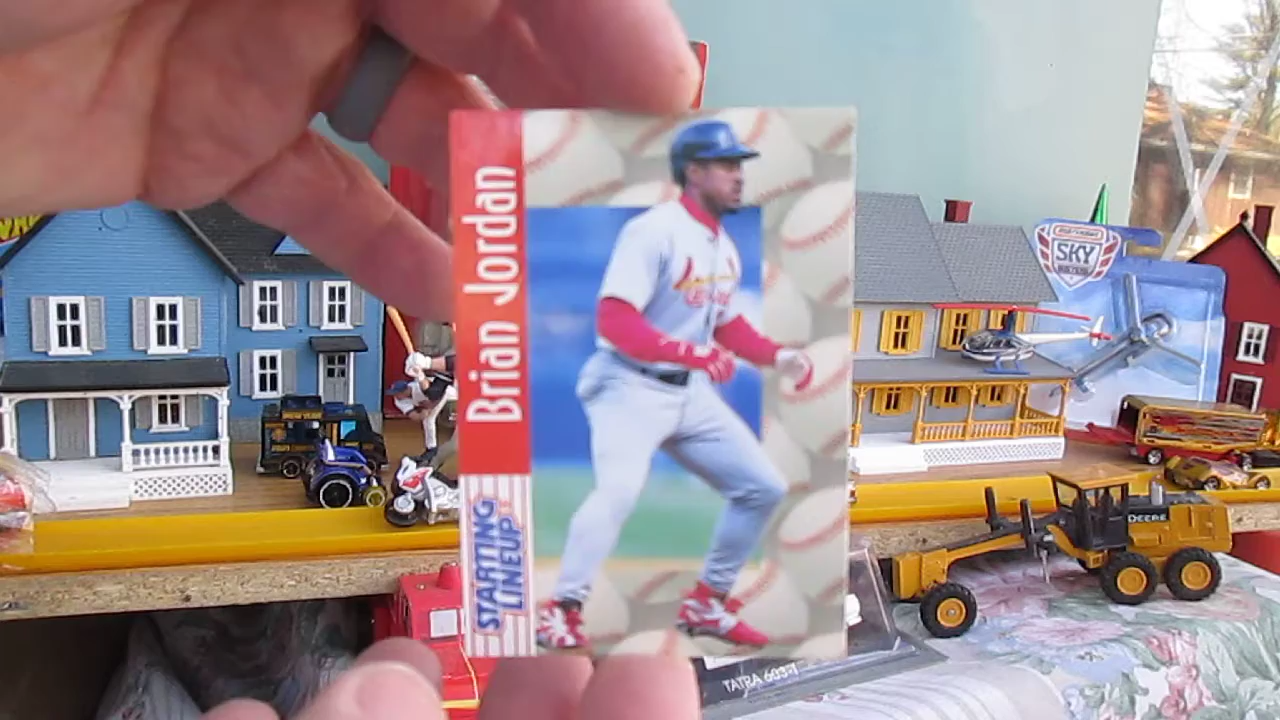 Brian Jordan
STARTING
LINEUP
SKY
DEERE
TATRA 603-1